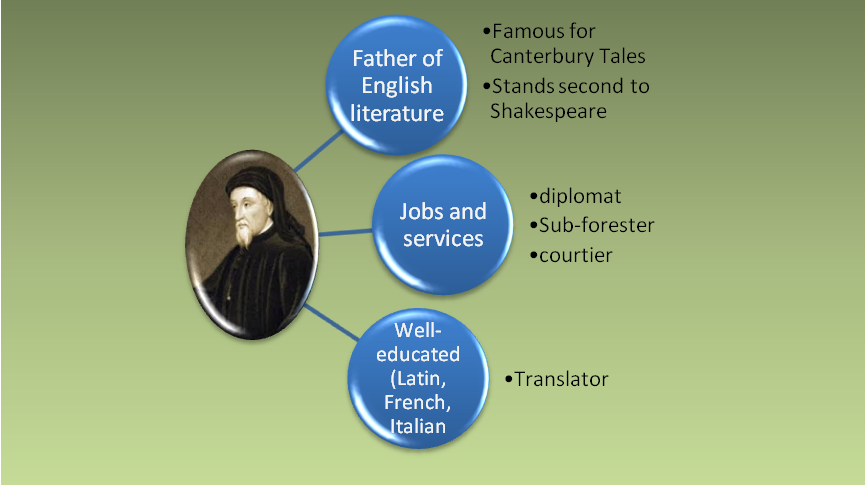 Father of
English
literature
•Famous for
Canterbury Tales
•Stands second to
Shakespeare
Jobs and
services
•diplomat
•Sub-forester
•courtier
Well-
educated
(Latin,
French,
Italian
•Translator